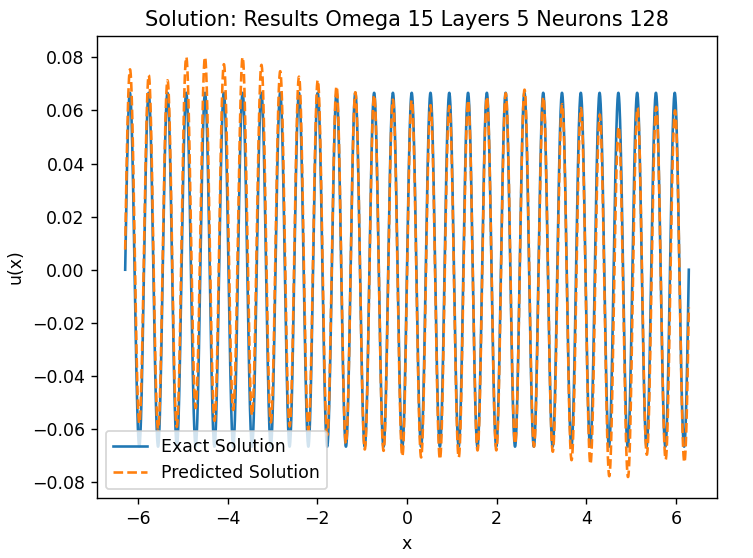 Solution: Results Omega 15 Layers 5 Neurons 128
0.08
0.06
0.04
0.02
0.00
−0.02
−0.04
−0.06
−0.08
u(x)
Exact Solution
Predicted Solution
−6 −4 −2 0 2 4 6
x